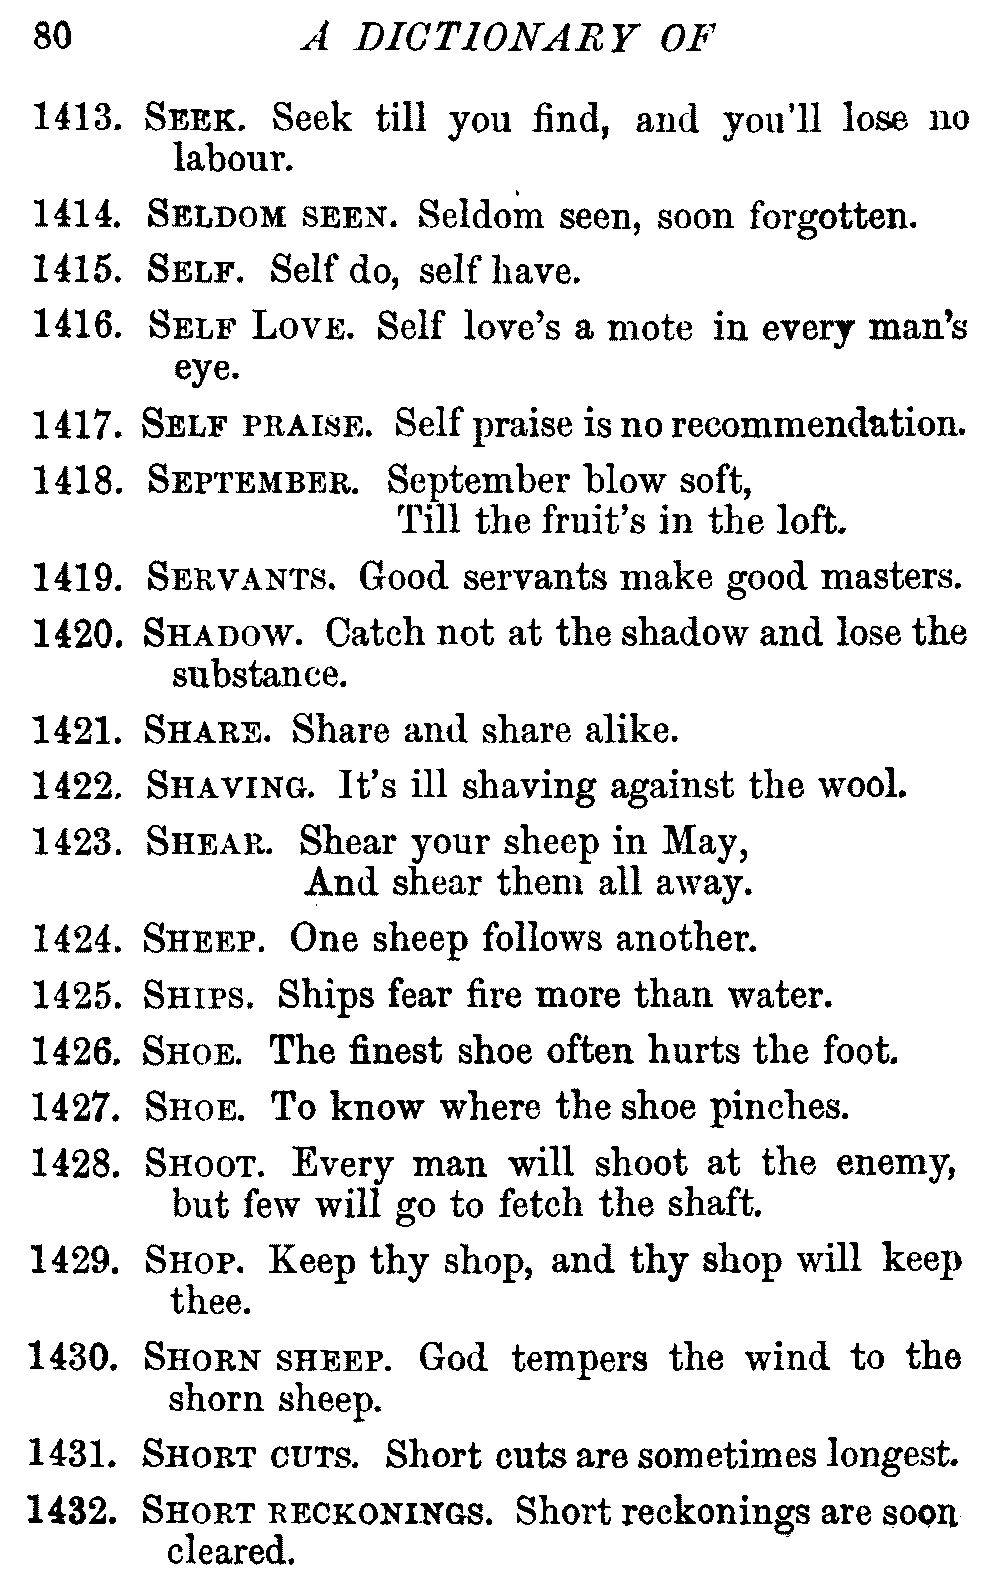 80 A DICTIONARY OF
1413. SEEK. Seek till you find, and you'll lose no
labour.
1414. SELDOM SEEN. Seldom seen, soon forgotten.
1415. SELF. Self do, self have.
1416. SELF LOVE. Self love's a mote in every man's
eye.
1417. SELF PRAISE. Self praise is no recommendation.
1418. SEPTEMBER. September blow soft,
Till the fruit's in the loft.
1419. SERVANTS. Good servants make good masters.
1420. SHADOW. Catch not at the shadow and lose the
substance.
1421. SHARE. Share and share alike.
1422. SHAVING. It's ill shaving against the wool.
1423. SHEAR. Shear your sheep in May,
And shear them all away.
1424. SHEEP. One sheep follows another.
1425. SHIPS. Ships fear fire more than water.
1426. SHOE. The finest shoe often hurts the foot.
1427. SHOE. To know where the shoe pinches.
1428. SHOOT. Every man will shoot at the enemy,
but few will go to fetch the shaft.
1429. SHOP. Keep thy shop, and thy shop will keep
thee.
1430. SHORN SHEEP. God tempers the wind to the
shorn sheep.
1431. SHORT CUTS. Short cuts are sometimes longest.
1432. SHORT RECKONINGS. Short reckonings are soon
cleared.